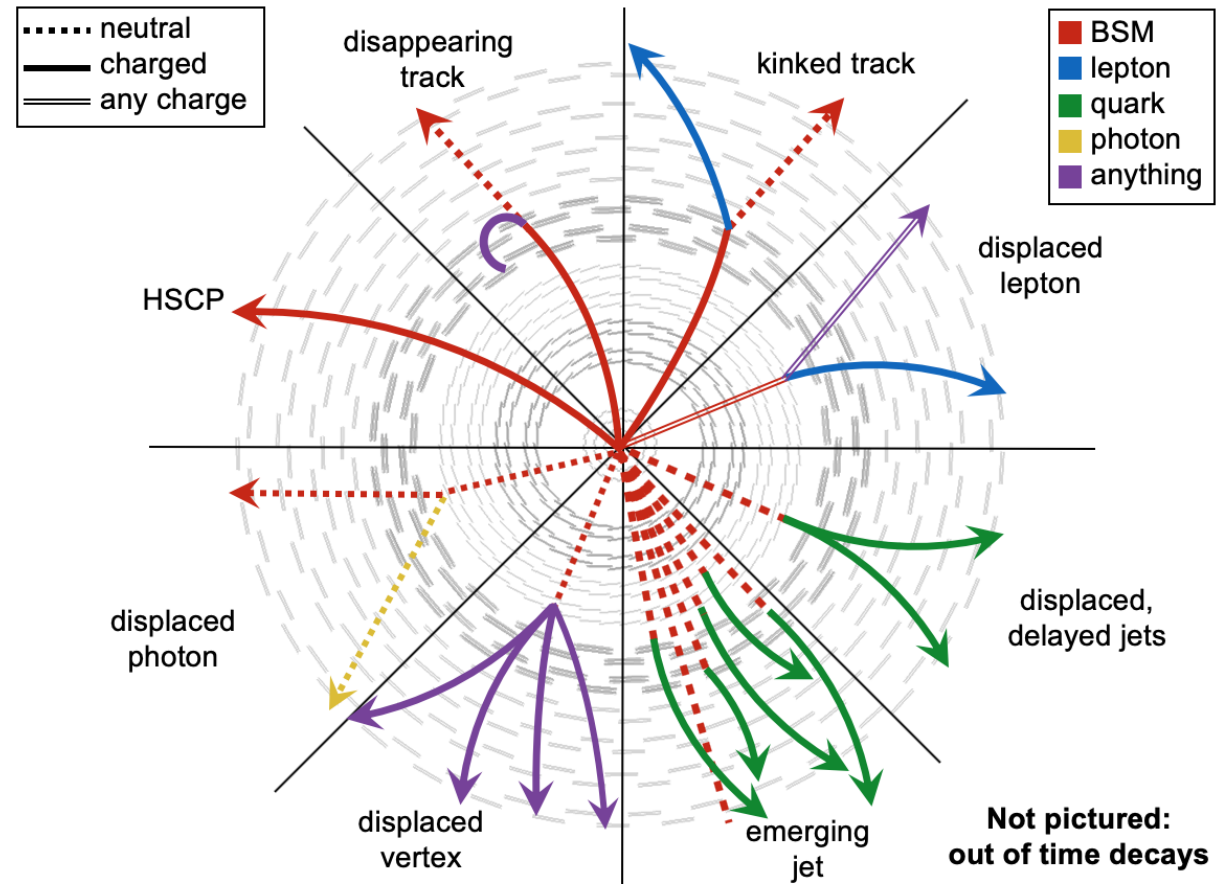 neutral
charged
any charge
disappearing
track
kinked track
BSM
lepton
quark
photon
anything
displaced
lepton
HSCP
displaced
photon
displaced,
delayed jets
displaced
vertex
emerging
jet
Not pictured:
out of time decays